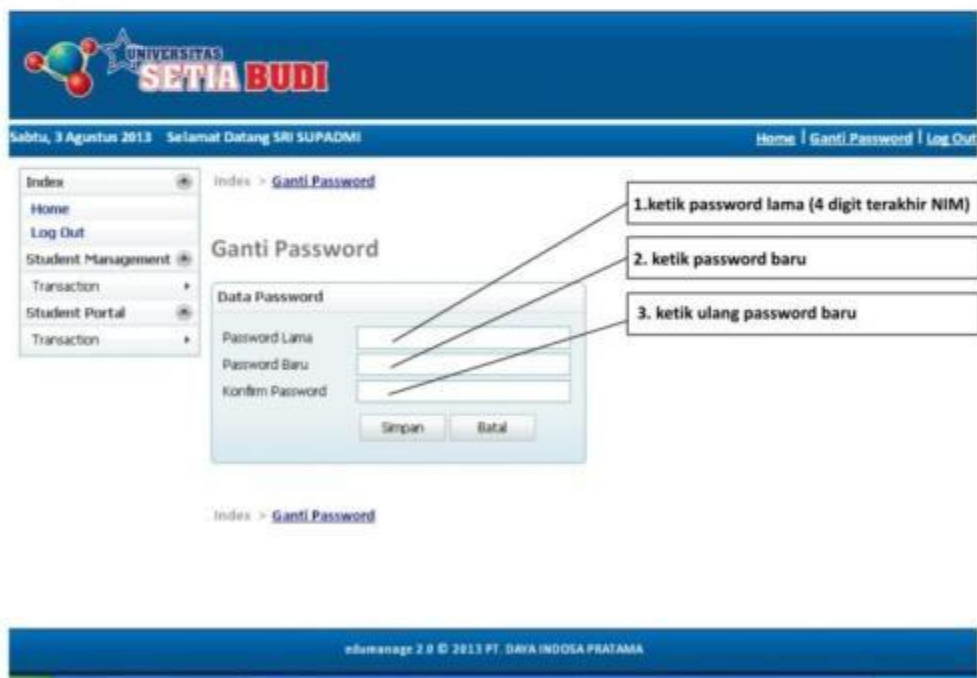 UNIVERSITAS
SETIA BUDI
Sabtu, 3 Agustus 2013 Selamat Datang SRI SUPADMI
Home | Ganti Password | Log Out
Index
Home
Log Out
Student Management
Transaction
Student Portal
Transaction
Index > Ganti Password
Ganti Password
Data Password
Password Lama
Password Baru
Konfirm Password
Simpan Batal
1.ketik password lama (4 digit terakhir NIM)
2. ketik password baru
3. ketik ulang password baru
Index > Ganti Password
edumanage 2.0 © 2013 PT. DAYA INDOSA PRATAMA